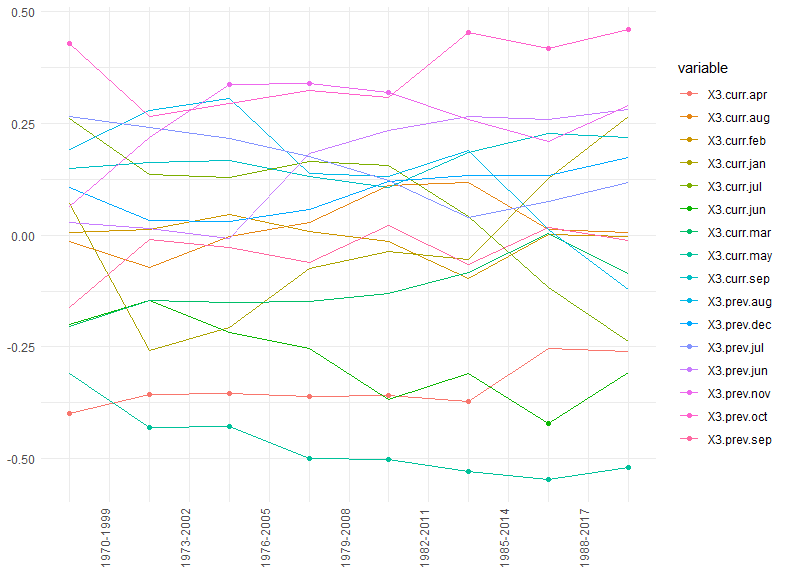 0.50
0.25
0.00
-0.25
-0.50
1970-1999
1973-2002
1976-2005
1979-2008
1982-2011
1985-2014
1988-2017
variable
X3.curr.apr
X3.curr.aug
X3.curr.feb
X3.curr.jan
X3.curr.jul
X3.curr.jun
X3.curr.mar
X3.curr.may
X3.curr.sep
X3.prev.aug
X3.prev.dec
X3.prev.jul
X3.prev.jun
X3.prev.nov
X3.prev.oct
X3.prev.sep